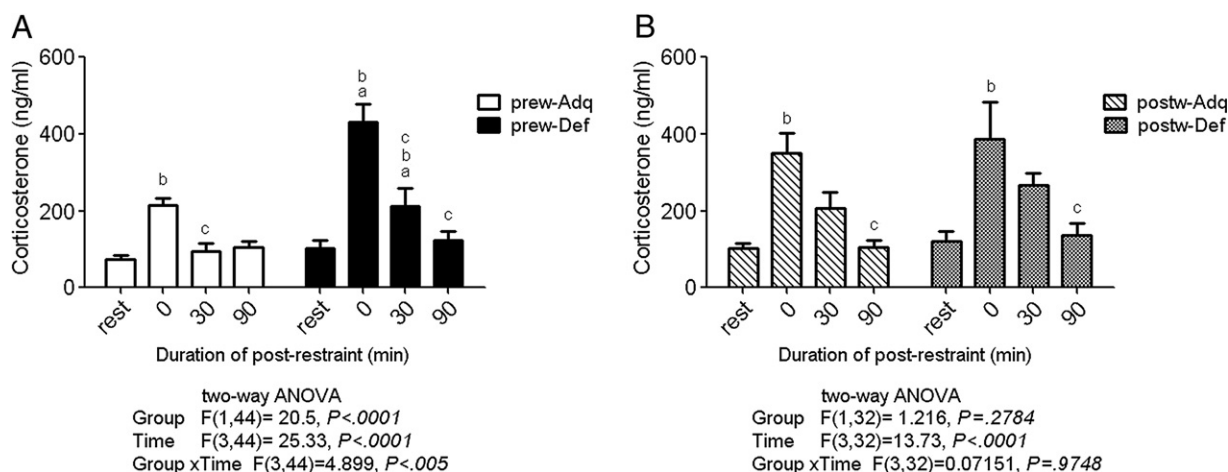 A
Corticosterone (ng/ml)
600
400
200
0
b
c
b
a
c
b
a
c
prew-Adq
prew-Def
rest 0 30 90 rest 0 30 90
Duration of post-restraint (min)
two-way ANOVA
Group F(1,44)= 20.5, P<.0001
Time F(3,44)= 25.33, P<.0001
Group xTime F(3,44)=4.899, P<.005
B
Corticosterone (ng/ml)
600
400
200
0
b
c
b
c
postw-Adq
postw-Def
rest 0 30 90 rest 0 30 90
Duration of post-restraint (min)
two-way ANOVA
Group F(1,32)= 1.216, P=.2784
Time F(3,32)=13.73, P<.0001
Group xTime F(3,32)=0.07151, P=.9748